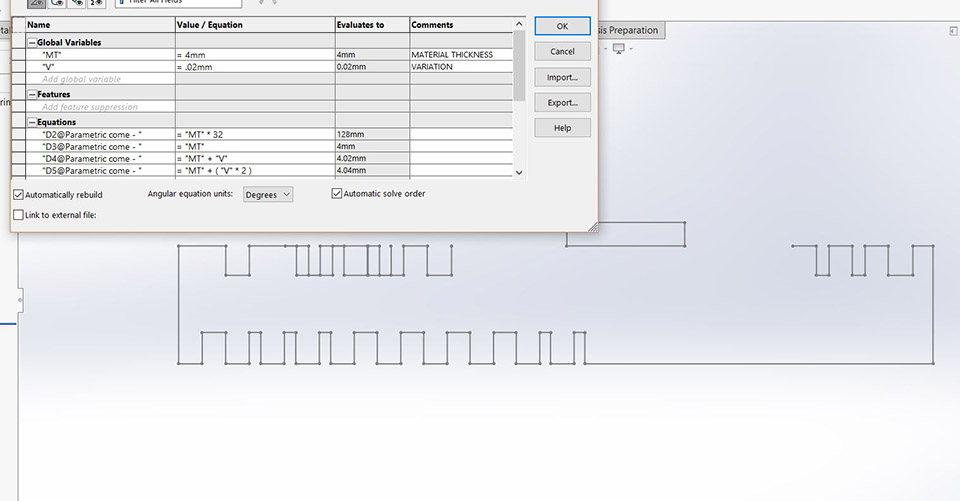 Filter All Fields
Name Value / Equation Evaluates to Comments
Global Variables
"MT" = 4mm 4mm MATERIAL THICKNESS
"V" = .02mm 0.02mm VARIATION
Add global variable
Features
Add feature suppression
Equations
"D2@Parametric come - " = "MT" * 32 128mm
"D3@Parametric come - " = "MT" 4mm
"D4@Parametric come - " = "MT" + "V" 4.02mm
"D5@Parametric come - " = "MT" + ( "V" * 2 ) 4.04mm
Automatically rebuild Angular equation units: Degrees Automatic solve order
Link to external file:
OK
Cancel
Import...
Export...
Help
sis Preparation